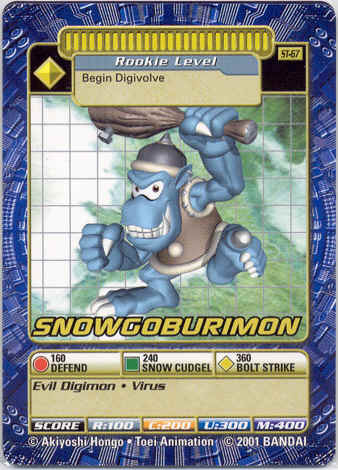 St-67
Rookie Level
Begin Digivolve
SNOWGOBURIMON
160 DEFEND
240 SNOW CUDGEL
360 BOLT STRIKE
Evil Digimon • Virus
SCORE R:100 C:200 U:300 M:400
© Akiyoshi Hongo • Toei Animation © 2001 BANDAI